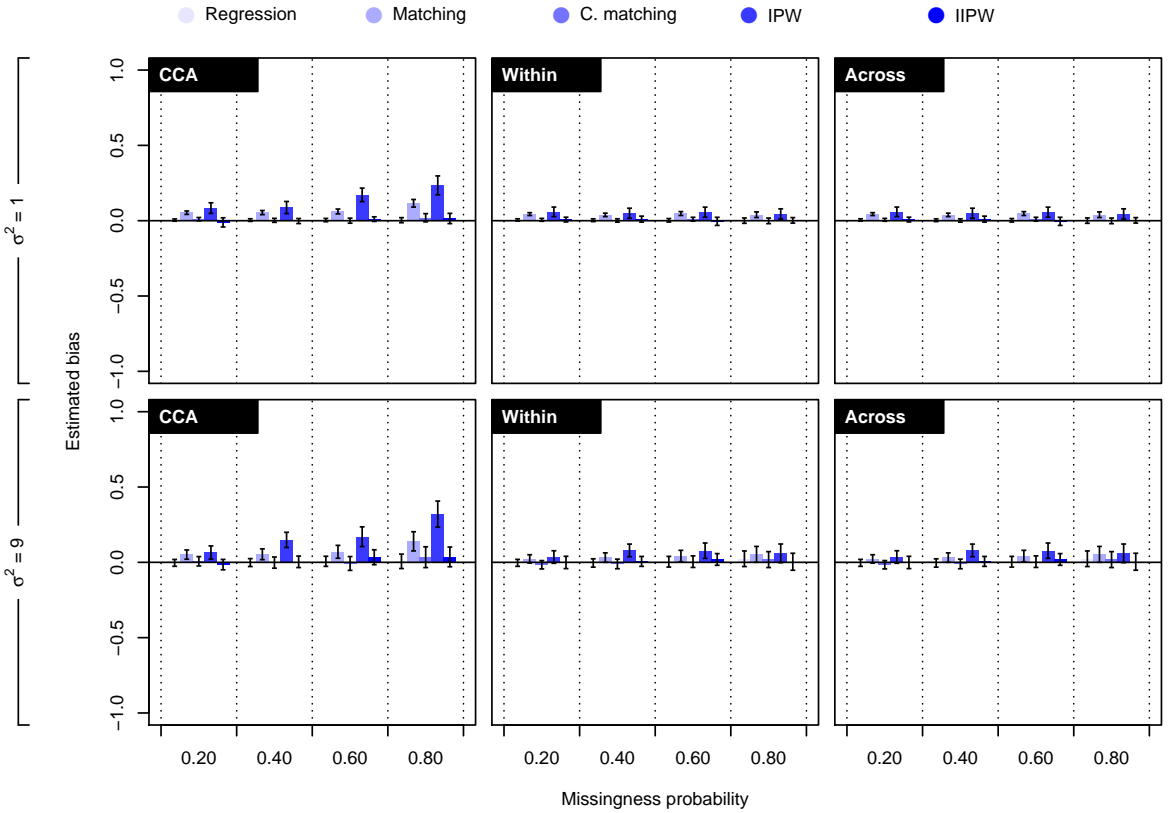 Regression Matching C. matching IPW IIPW
σ² = 1
Estimated bias
CCA
Within
Across
1.0
0.5
0.0
−0.5
−1.0
σ² = 9
CCA
Within
Across
1.0
0.5
0.0
−0.5
−1.0
0.20 0.40 0.60 0.80 0.20 0.40 0.60 0.80 0.20 0.40 0.60 0.80
Missingness probability